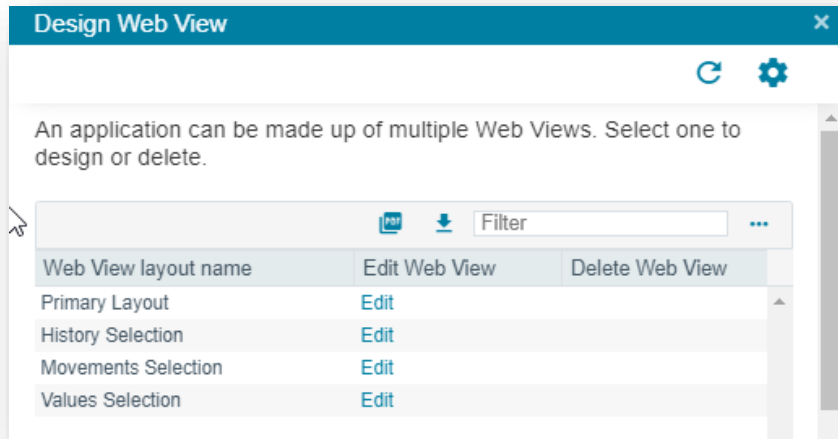 Design Web View
An application can be made up of multiple Web Views. Select one to
design or delete.
PDF
Filter
Web View layout name Edit Web View Delete Web View
Primary Layout Edit
History Selection Edit
Movements Selection Edit
Values Selection Edit